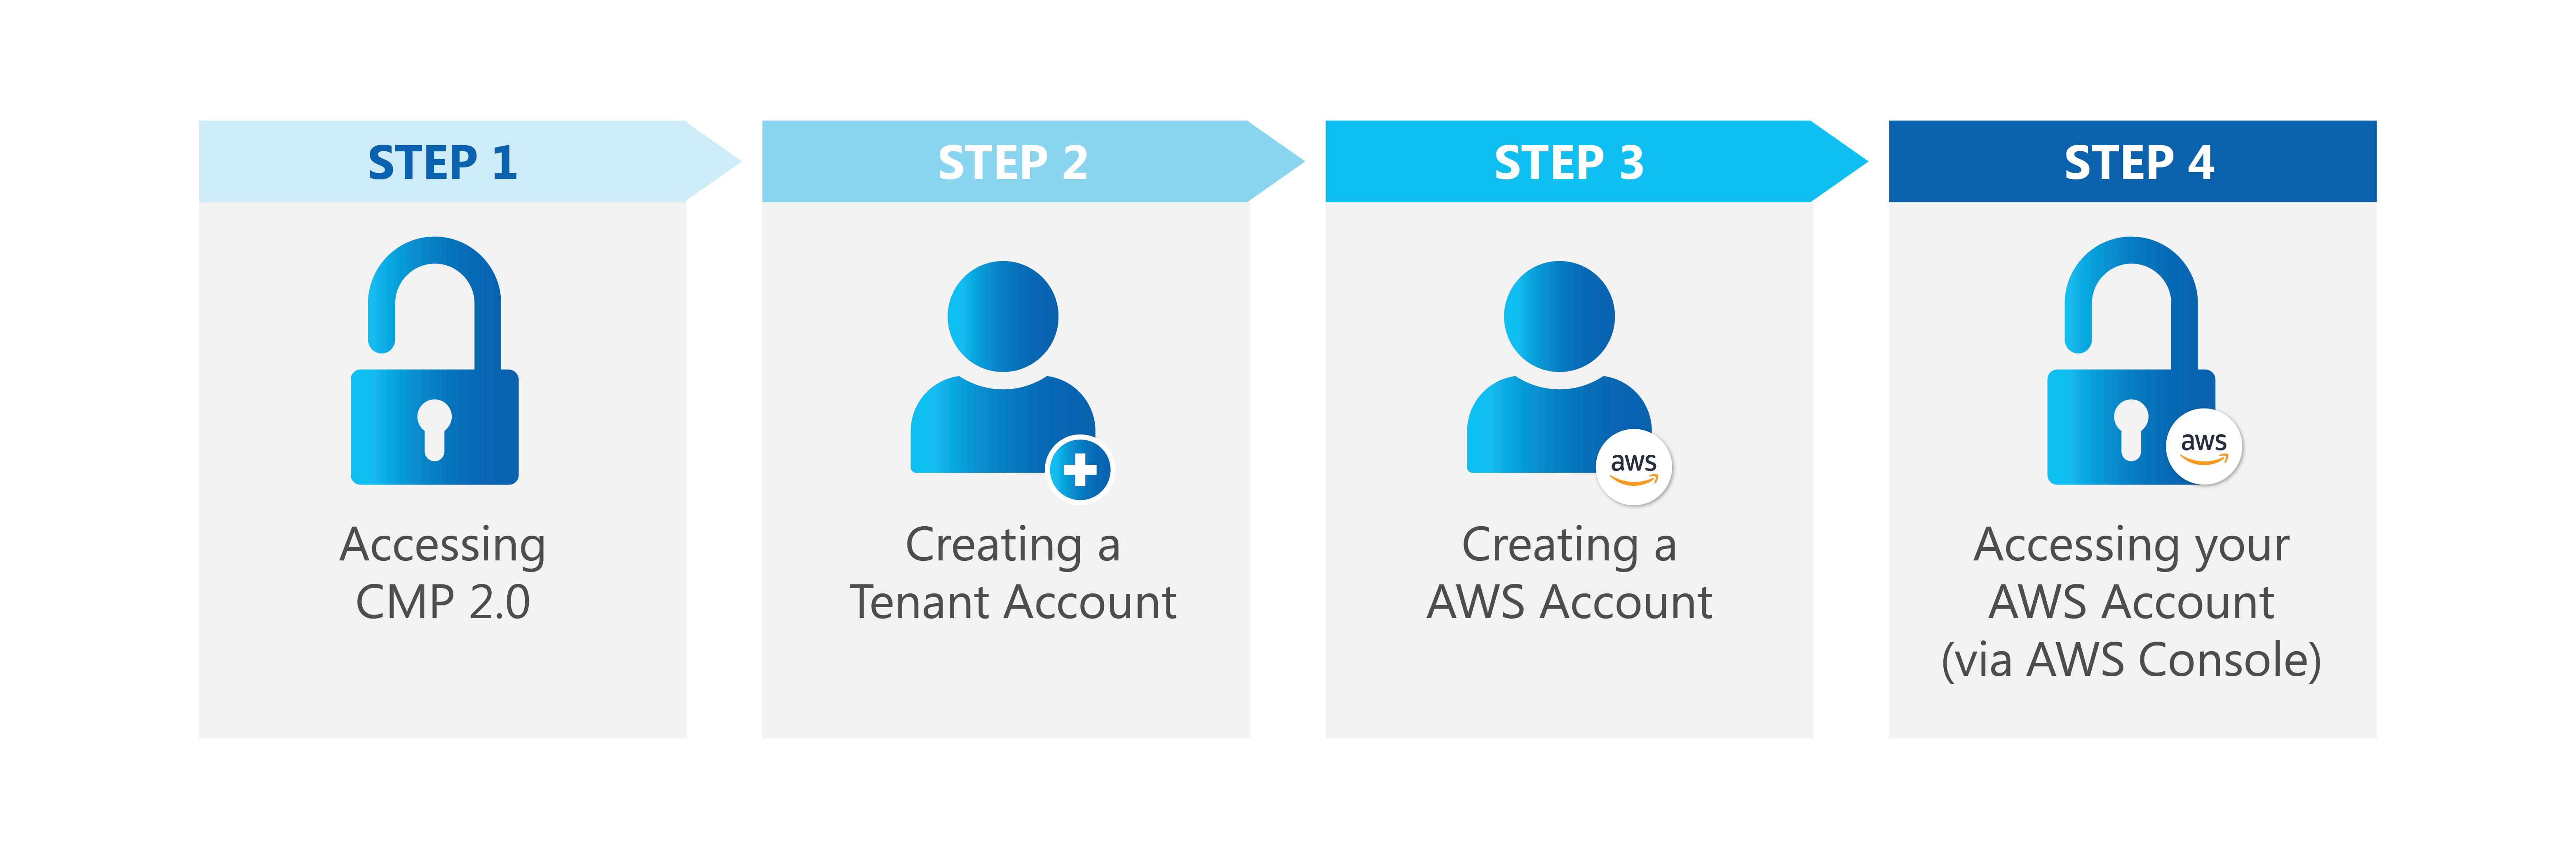 STEP 1
Accessing
CMP 2.0
STEP 2
Creating a
Tenant Account
STEP 3
aws
Creating a
AWS Account
STEP 4
aws
Accessing your
AWS Account
(via AWS Console)